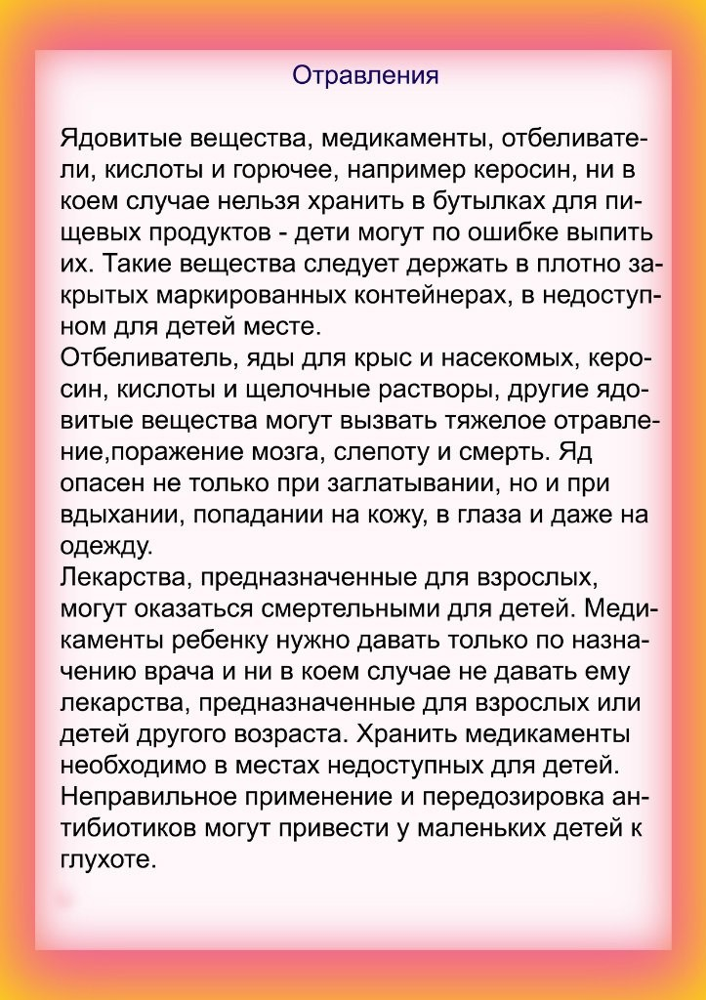 Отравления
Ядовитые вещества, медикаменты, отбеливате-
ли, кислоты и горючее, например керосин, ни в
коем случае нельзя хранить в бутылках для пи-
щевых продуктов - дети могут по ошибке выпить
их. Такие вещества следует держать в плотно за-
крытых маркированных контейнерах, в недоступ-
ном для детей месте.
Отбеливатель, яды для крыс и насекомых, керо-
син, кислоты и щелочные растворы, другие ядо-
витые вещества могут вызвать тяжелое отравле-
ние,поражение мозга, слепоту и смерть. Яд
опасен не только при заглатывании, но и при
вдыхании, попадании на кожу, в глаза и даже на
одежду.
Лекарства, предназначенные для взрослых,
могут оказаться смертельными для детей. Меди-
каменты ребенку нужно давать только по назна-
чению врача и ни в коем случае не давать ему
лекарства, предназначенные для взрослых или
детей другого возраста. Хранить медикаменты
необходимо в местах недоступных для детей.
Неправильное применение и передозировка ан-
тибиотиков могут привести у маленьких детей к
глухоте.